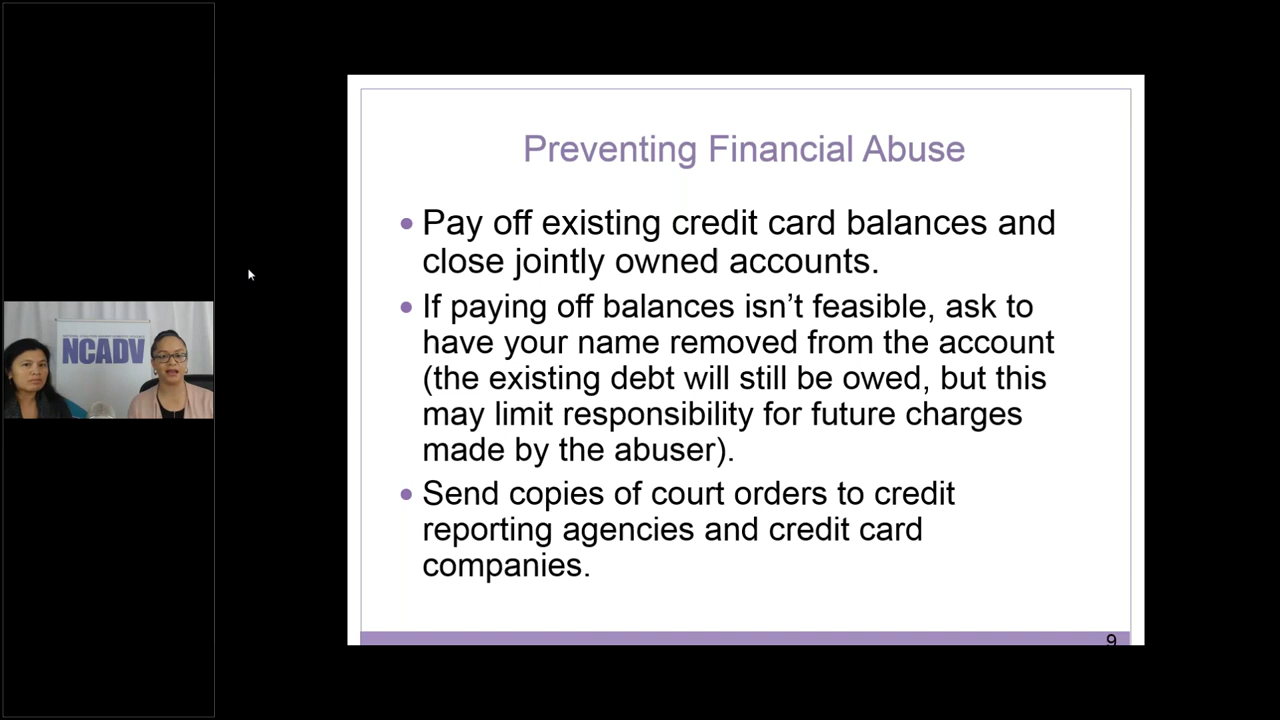 Preventing Financial Abuse
Pay off existing credit card balances and
close jointly owned accounts.
If paying off balances isn’t feasible, ask to
have your name removed from the account
(the existing debt will still be owed, but this
may limit responsibility for future charges
made by the abuser).
Send copies of court orders to credit
reporting agencies and credit card
companies.
9
NCADV